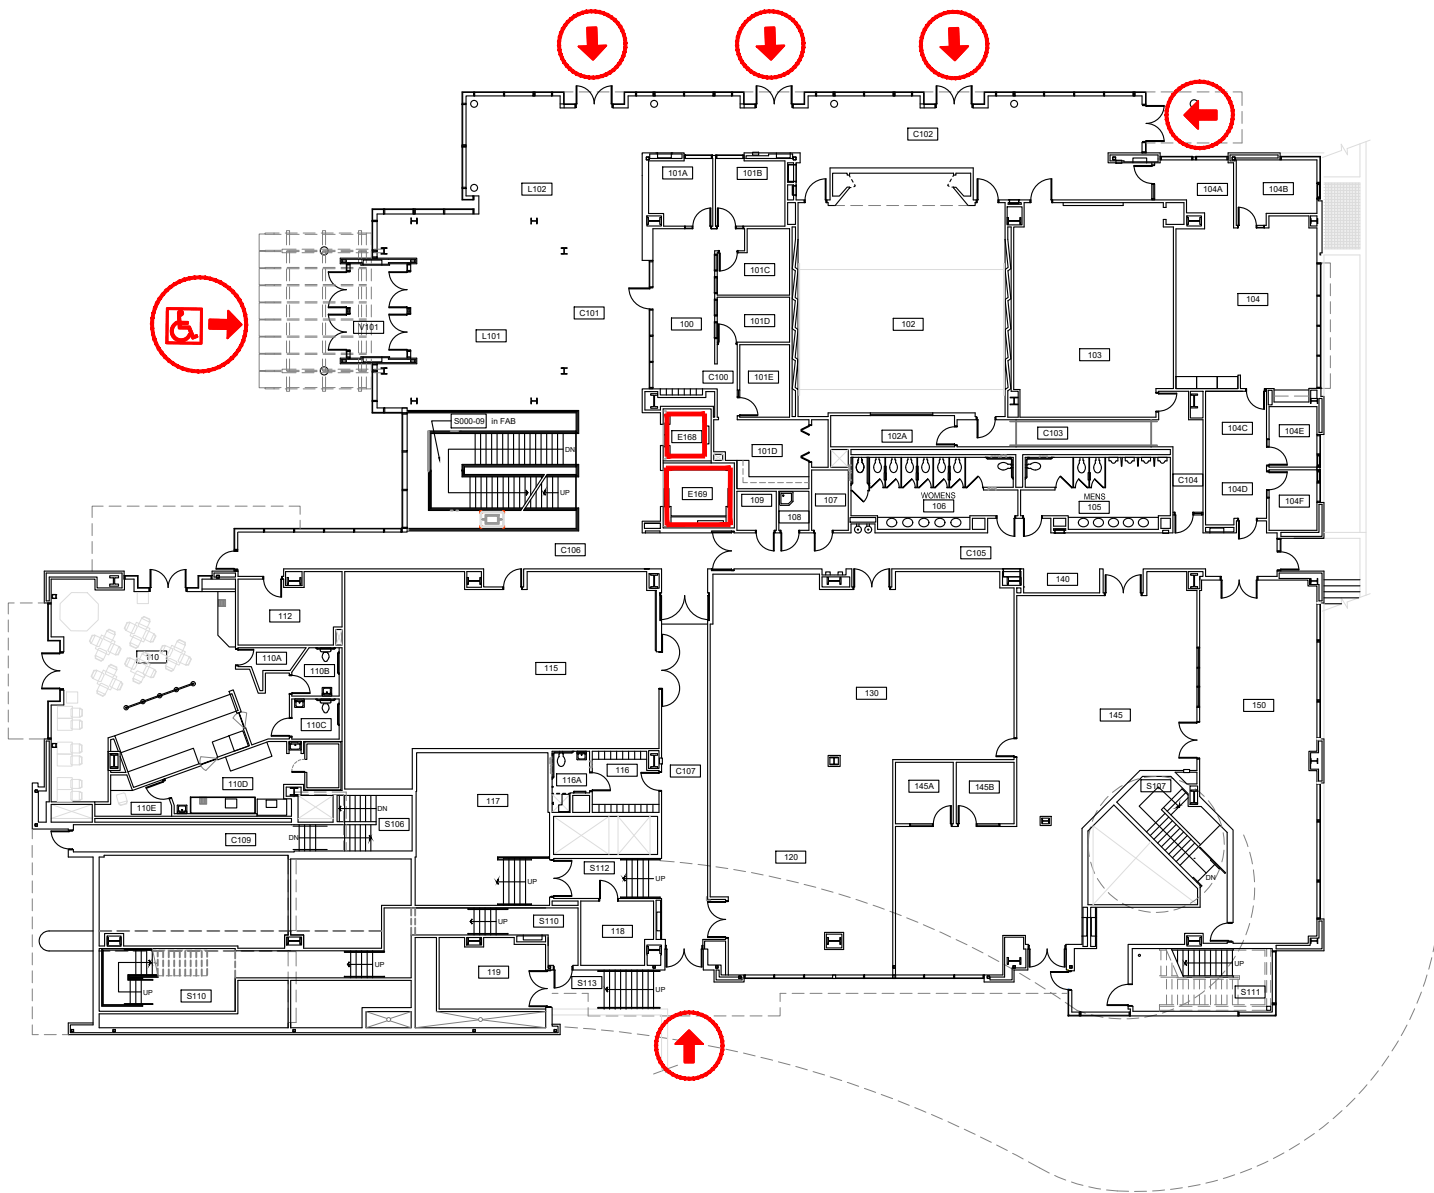 C102
101A
101B
104A
104B
L102
101C
104
C101
100
101D
102
V101
L101
103
C100
101E
S000-09 in FAB
E168
102A
C103
104C
104E
101D
DN
UP
E169
C104
104D
104F
WOMENS
106
MENS
105
109
107
108
C106
C105
140
112
110
110A
110B
115
130
145
150
110C
110D
116A
116
C107
145A
145B
S107
110E
117
DN
S106
C109
DN
120
S112
UP
UP
DN
S110
UP
118
UP
119
S113
UP
UP
S110
UP
UP
S111